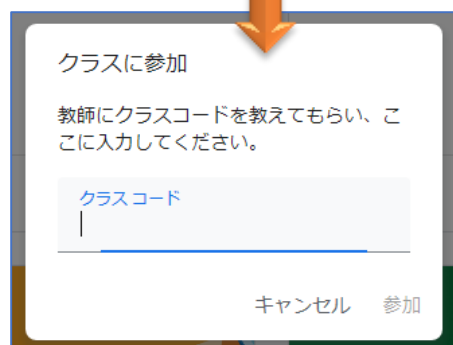 クラスに参加
教師にクラスコードを教えてもらい、こ
こに入力してください。
クラス コード
キャンセル 参加